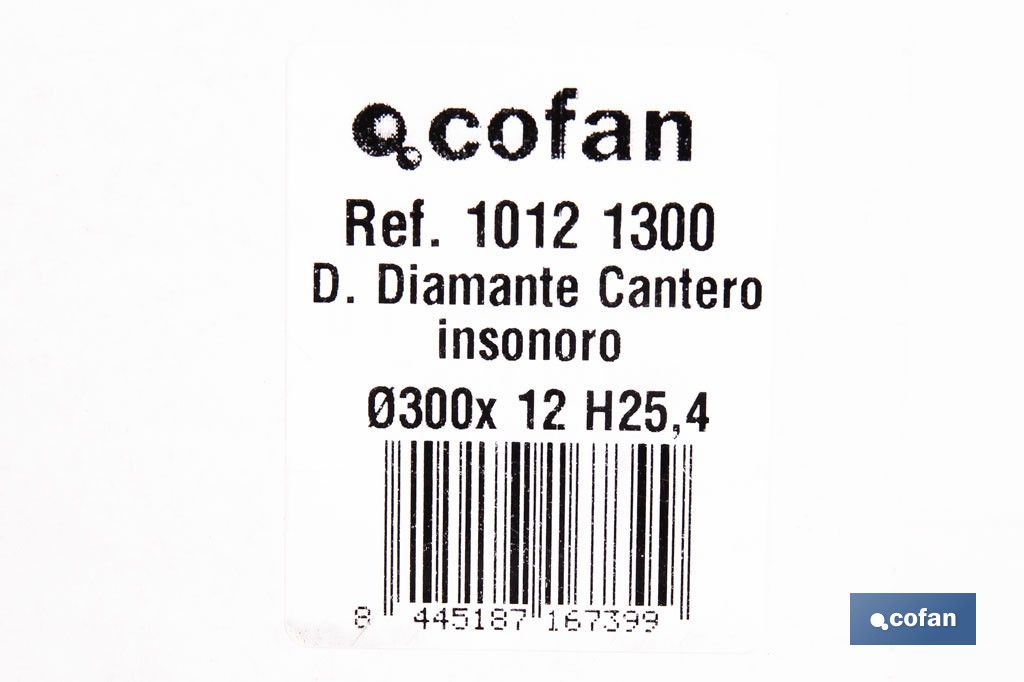 cofan
Ref. 1012 1300
D. Diamante Cantero
insonoro
Ø300x 12 H25,4
8 445187 167399
cofan